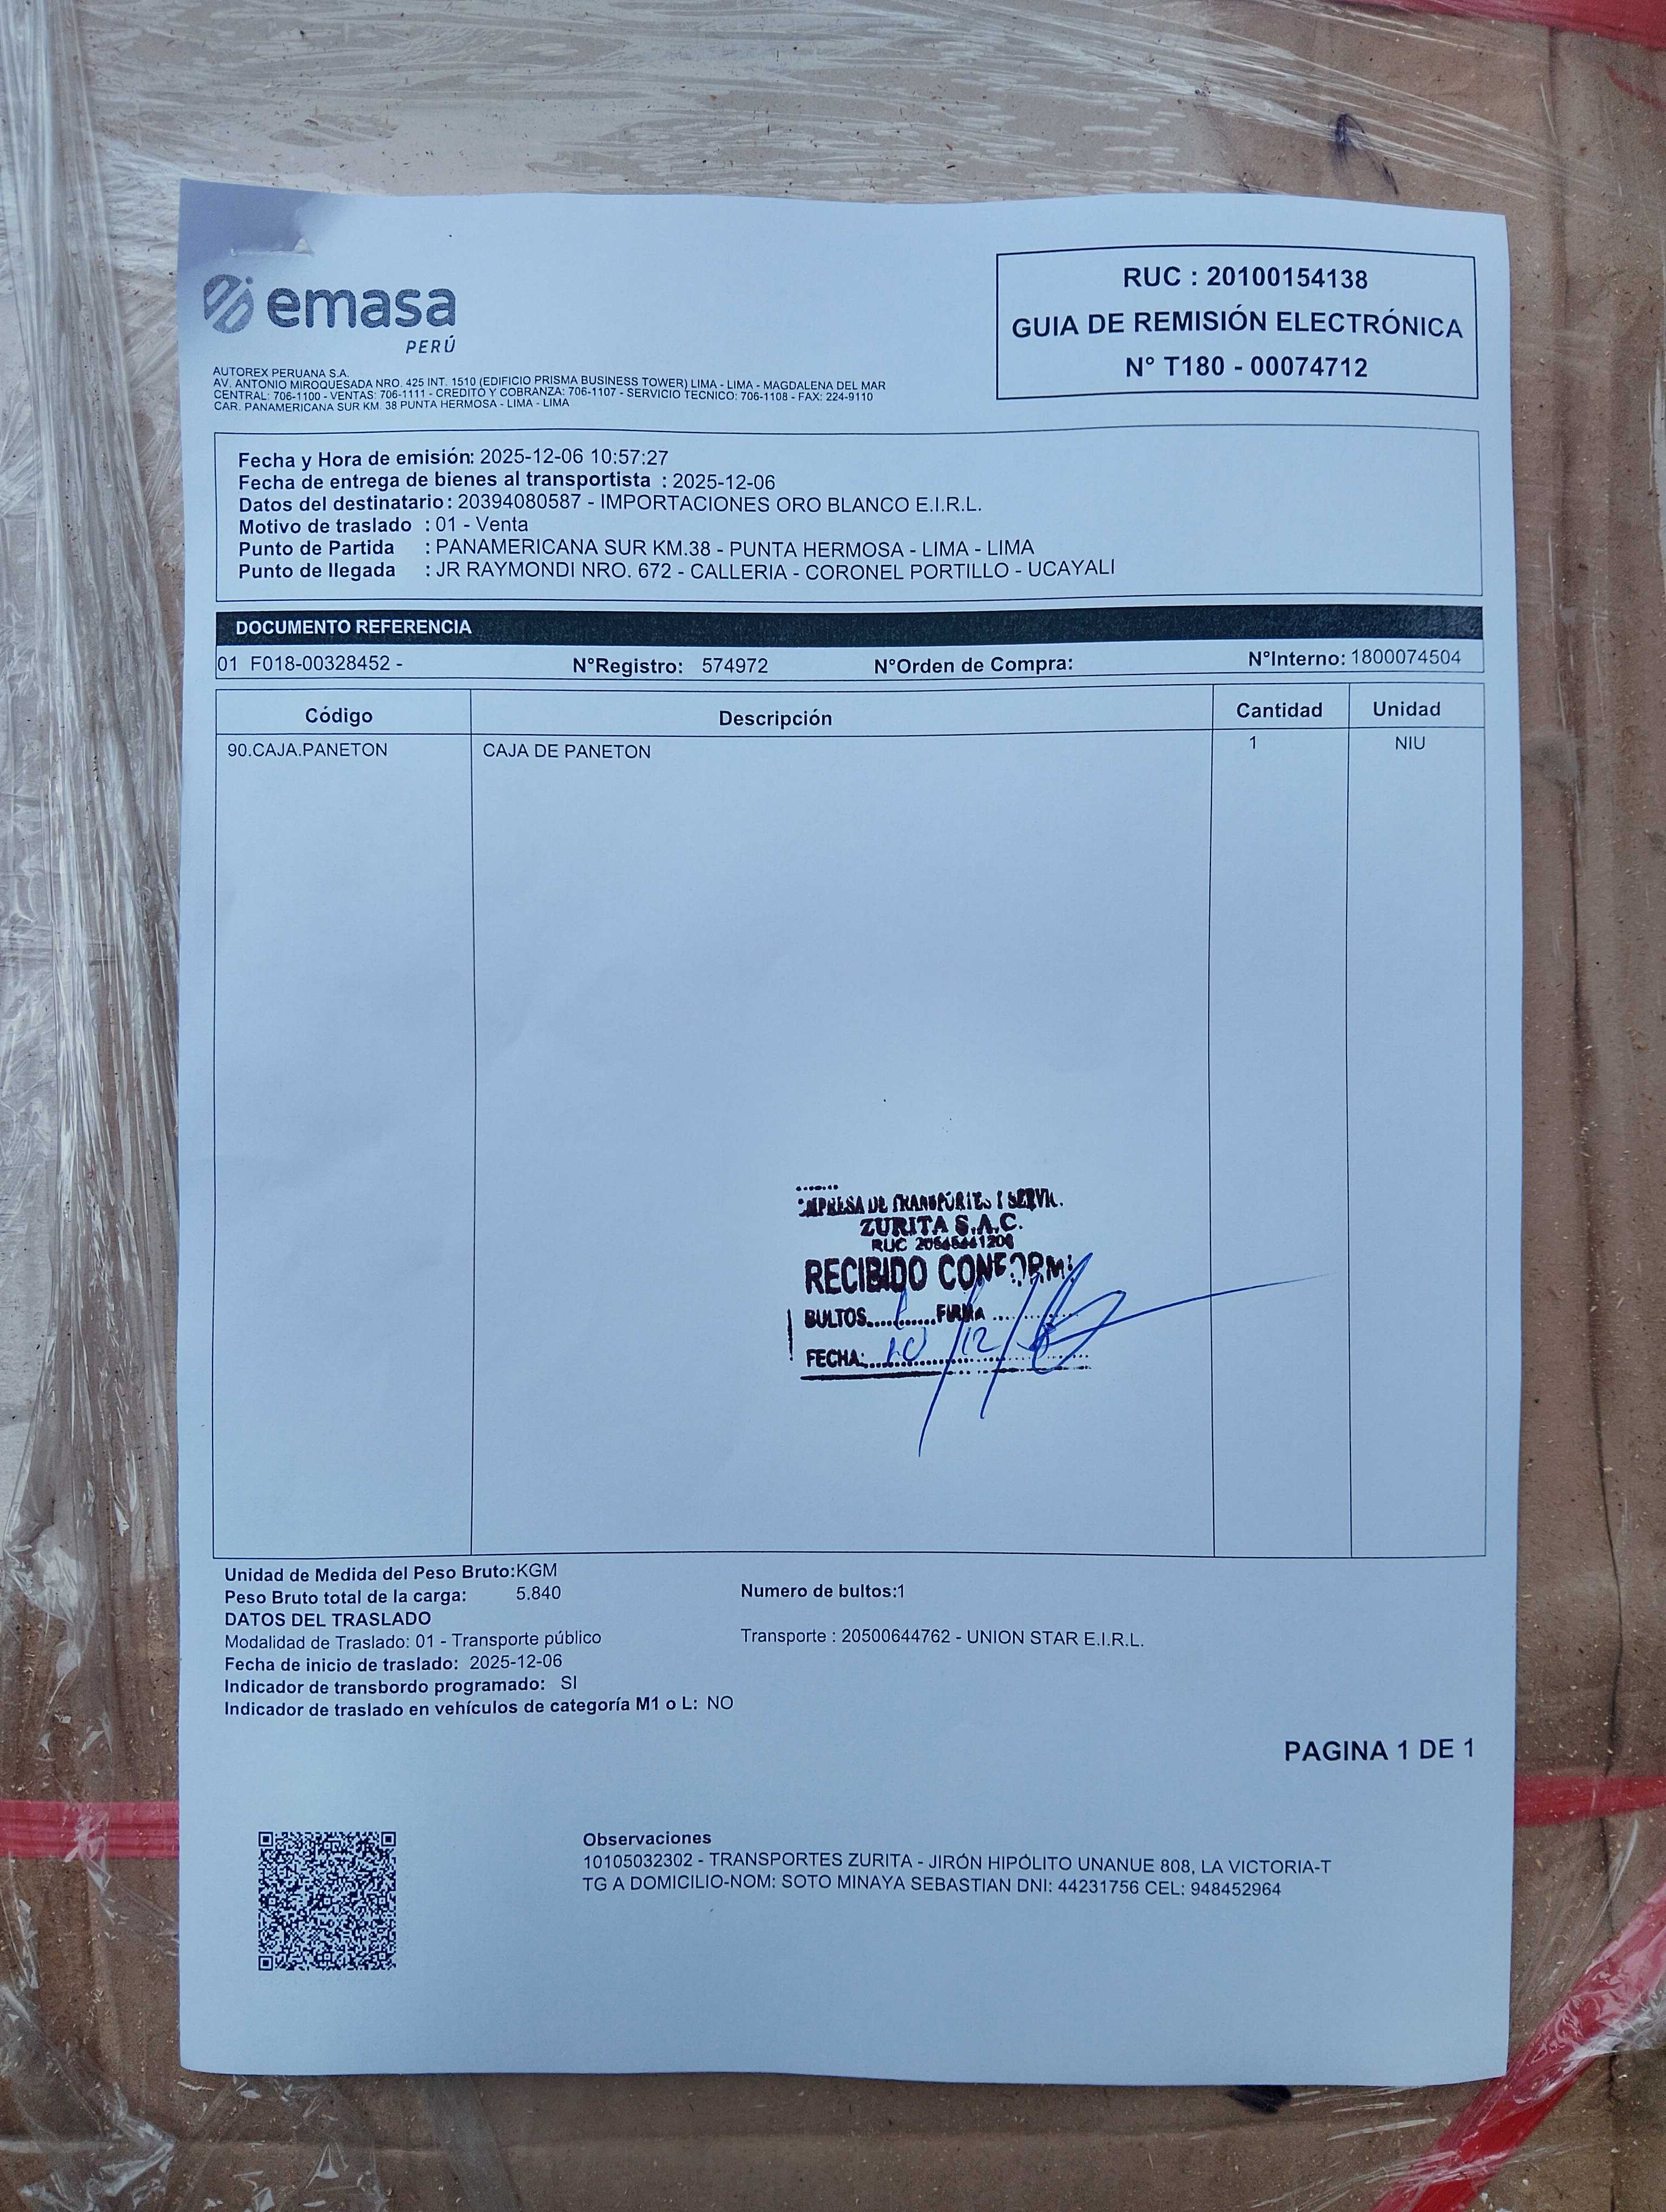 emasa
PERÚ
RUC : 20100154138
GUIA DE REMISIÓN ELECTRÓNICA
N° T180 - 00074712
AUTOREX PERUANA S.A.
AV. ANTONIO MIROQUESADA NRO. 425 INT. 1510 (EDIFICIO PRISMA BUSINESS TOWER) LIMA - LIMA - MAGDALENA DEL MAR
CENTRAL: 706-1100 - VENTAS: 706-1111 - CREDITO Y COBRANZA: 706-1107 - SERVICIO TECNICO: 706-1108 - FAX: 224-9110
CAR. PANAMERICANA SUR KM. 38 PUNTA HERMOSA - LIMA - LIMA
Fecha y Hora de emisión: 2025-12-06 10:57:27
Fecha de entrega de bienes al transportista : 2025-12-06
Datos del destinatario : 20394080587 - IMPORTACIONES ORO BLANCO E.I.R.L.
Motivo de traslado : 01 - Venta
Punto de Partida : PANAMERICANA SUR KM.38 - PUNTA HERMOSA - LIMA - LIMA
Punto de llegada : JR RAYMONDI NRO. 672 - CALLERIA - CORONEL PORTILLO - UCAYALI
DOCUMENTO REFERENCIA
01 F018-00328452 - N°Registro: 574972 N°Orden de Compra: N°Interno: 1800074504
Código Descripción Cantidad Unidad
90.CAJA.PANETON CAJA DE PANETON 1 NIU
EMPRESA DE TRANSPORTES Y SERVIC.
ZURITA S.A.C.
RUC
RECIBIDO CONFORME
BULTOS 1 FIRMA
FECHA: 10/12/
Unidad de Medida del Peso Bruto:KGM
Peso Bruto total de la carga: 5.840 Numero de bultos:1
DATOS DEL TRASLADO
Modalidad de Traslado: 01 - Transporte público Transporte : 20500644762 - UNION STAR E.I.R.L.
Fecha de inicio de traslado: 2025-12-06
Indicador de transbordo programado: SI
Indicador de traslado en vehículos de categoría M1 o L: NO
PAGINA 1 DE 1
Observaciones
10105032302 - TRANSPORTES ZURITA - JIRÓN HIPÓLITO UNANUE 808, LA VICTORIA-T
TG A DOMICILIO-NOM: SOTO MINAYA SEBASTIAN DNI: 44231756 CEL: 948452964